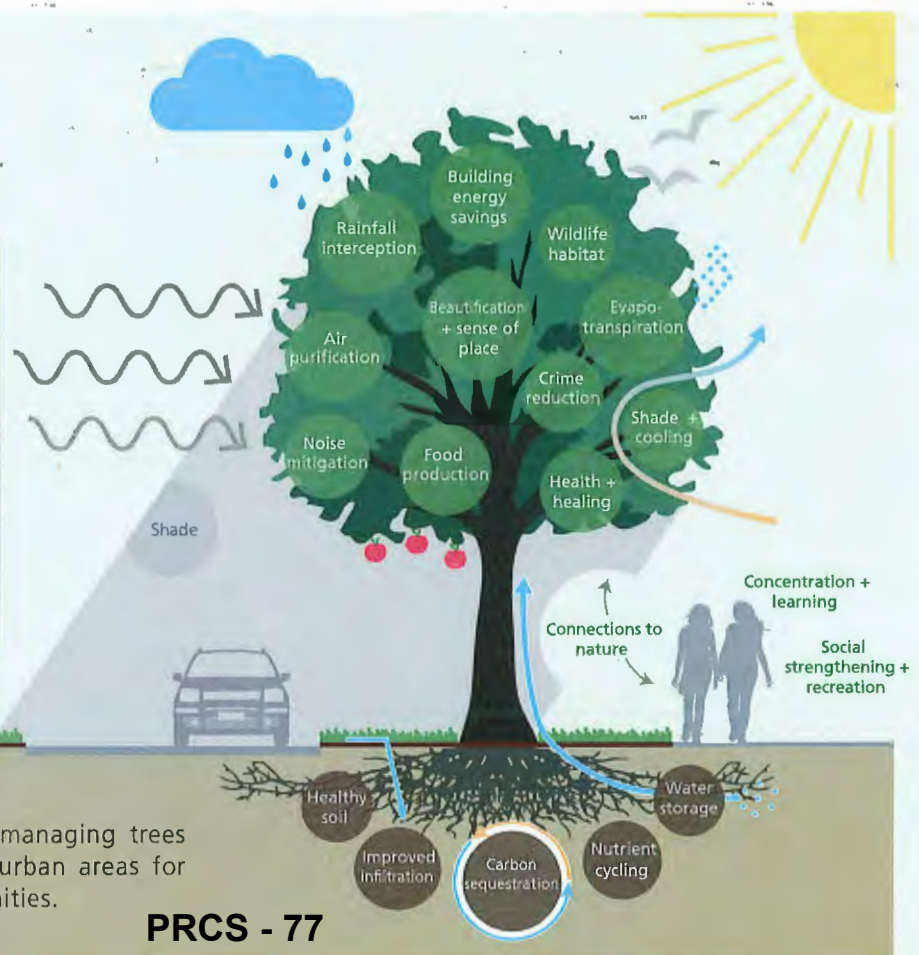 Building
energy
savings
Rainfall
interception
Wildlife
habitat
Beautification
+ sense of
place
Evapo-
transpiration
Air
purification
Crime
reduction
Shade +
cooling
Noise
mitigation
Food
production
Health +
healing
Shade
Concentration +
learning
Connections to
nature
Social
strengthening +
recreation
Healthy
soil
Water
storage
Improved
infiltration
Carbon
sequestration
Nutrient
cycling
managing trees
urban areas for
PRCS - 77